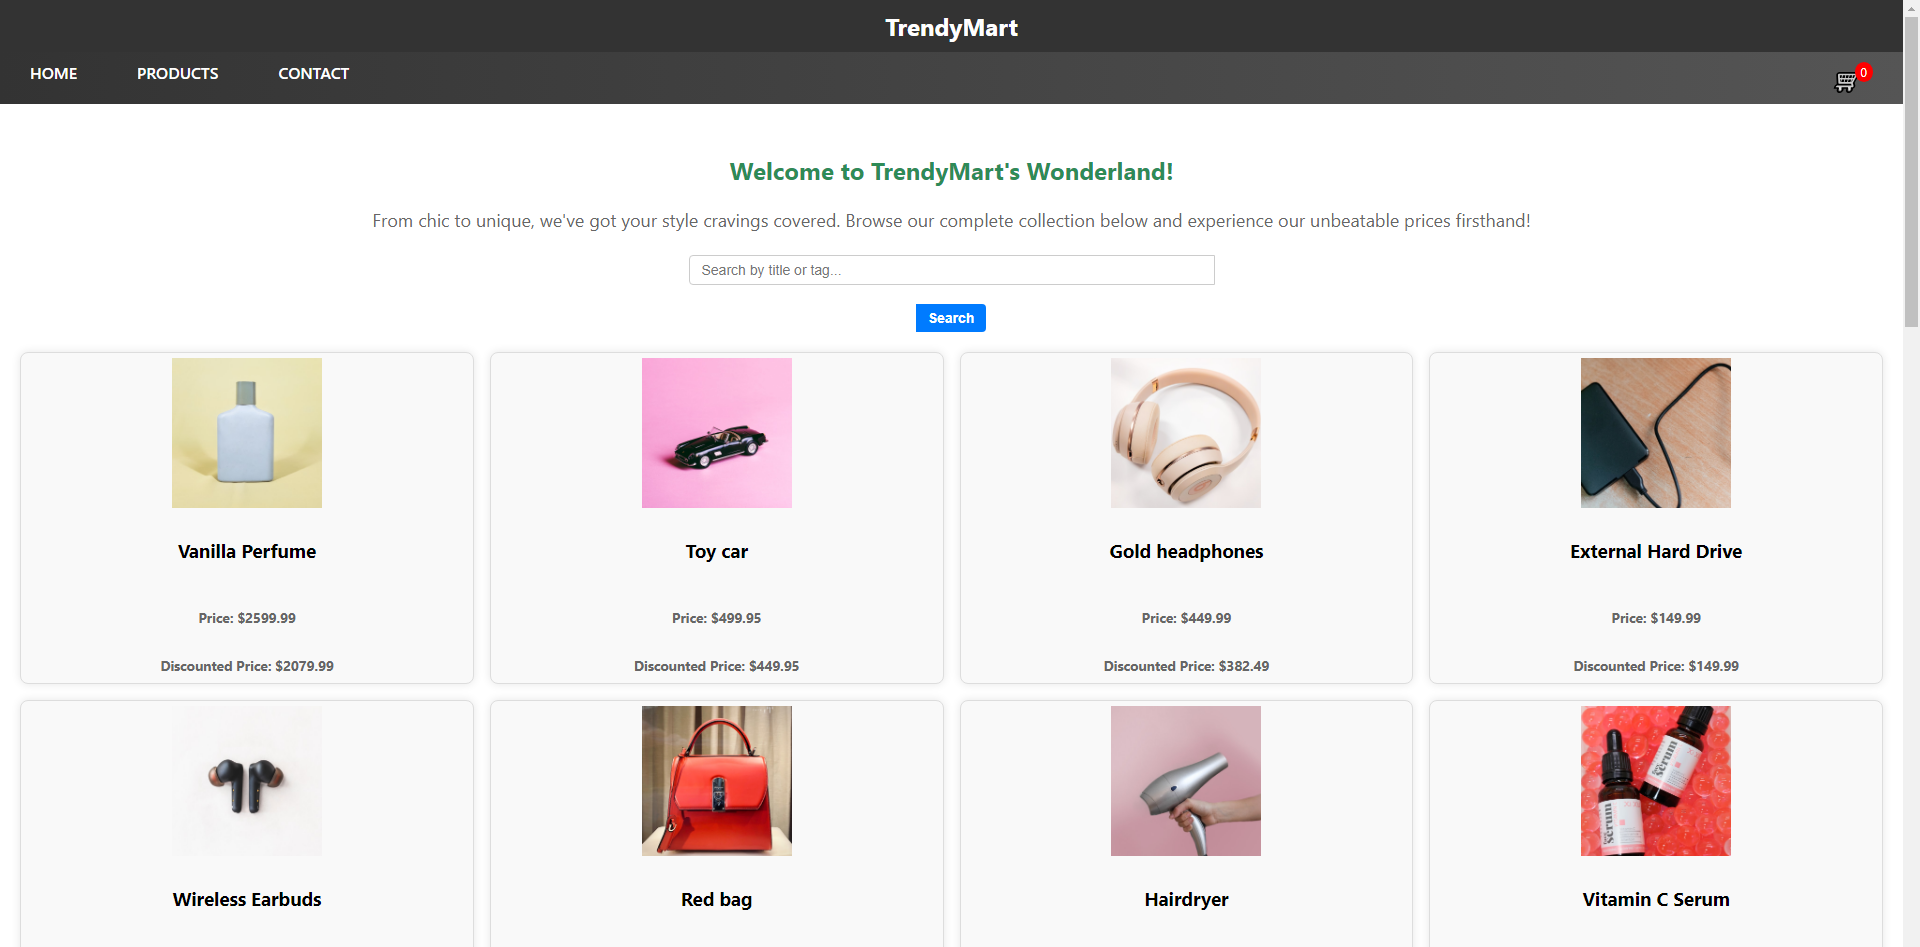 TrendyMart
HOME PRODUCTS CONTACT 0
Welcome to TrendyMart's Wonderland!
From chic to unique, we've got your style cravings covered. Browse our complete collection below and experience our unbeatable prices firsthand!
Search by title or tag...
Search
Vanilla Perfume
Price: $2599.99
Discounted Price: $2079.99
Toy car
Price: $499.95
Discounted Price: $449.95
Gold headphones
Price: $449.99
Discounted Price: $382.49
External Hard Drive
Price: $149.99
Discounted Price: $149.99
Wireless Earbuds
Red bag
Hairdryer
serum
serum
Vitamin C Serum